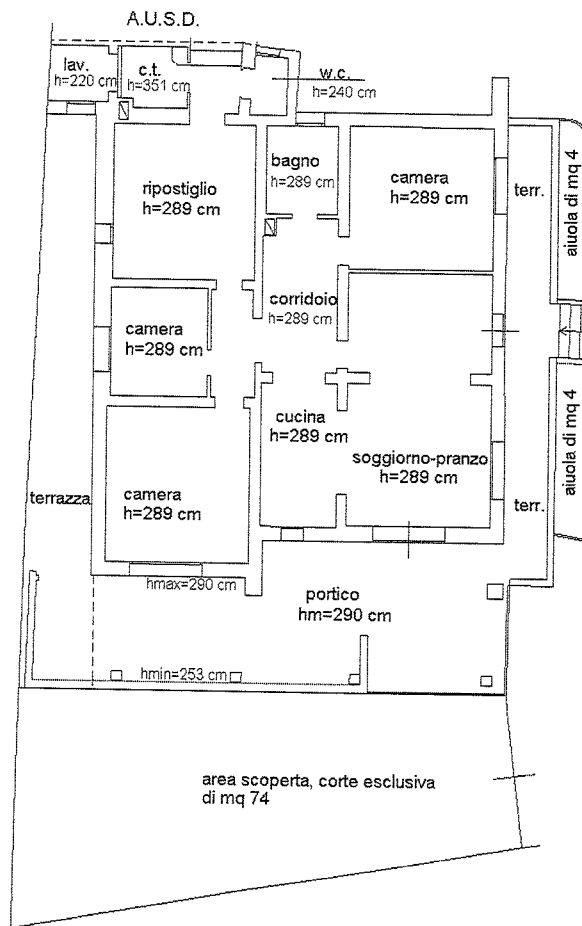 A.U.S.D.
lav.
h=220 cm
c.t.
h=351 cm
w.c.
h=240 cm
ripostiglio
h=289 cm
bagno
h=289 cm
camera
h=289 cm
terr.
aiuola di mq 4
corridoio
h=289 cm
camera
h=289 cm
cucina
h=289 cm
soggiorno-pranzo
h=289 cm
aiuola di mq 4
terrazza
camera
h=289 cm
terr.
hmax=290 cm
portico
hm=290 cm
hmin=253 cm
area scoperta, corte esclusiva
di mq 74